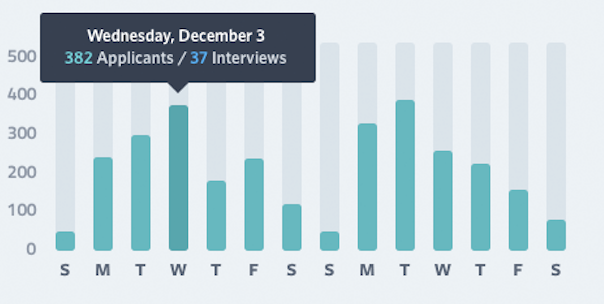 Wednesday, December 3
382 Applicants / 37 Interviews
500
400
300
200
100
0
S M T W T F S S M T W T F S